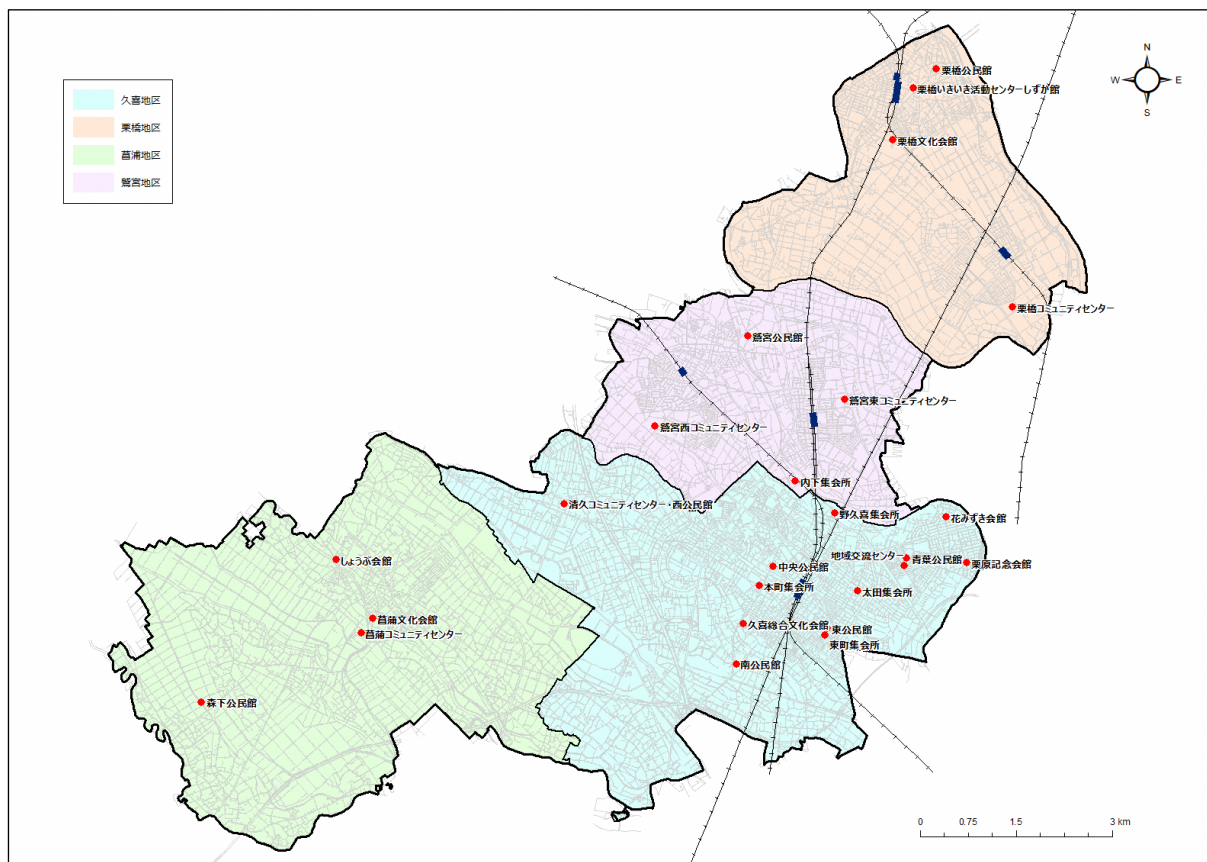 久喜地区
栗橋地区
菖浦地区
鷲宮地区
N
W
E
S
栗橋公民館
栗橋いきいき活動センターしずか館
栗橋文化会館
栗橋コミュニティセンター
鷲宮公民館
鷲宮東コミュニティセンター
鷲宮西コミュニティセンター
内下集会所
清久コミュニティセンター・西公民館
野久喜集会所
花みずき会館
しょうぶ会館
地域交流センター
青葉公民館
栗原記念会館
中央公民館
本町集会所
太田集会所
菖蒲文化会館
菖蒲コミュニティセンター
久喜総合文化会館
東公民館
東町集会所
南公民館
森下公民館
0 0.75 1.5 3 km